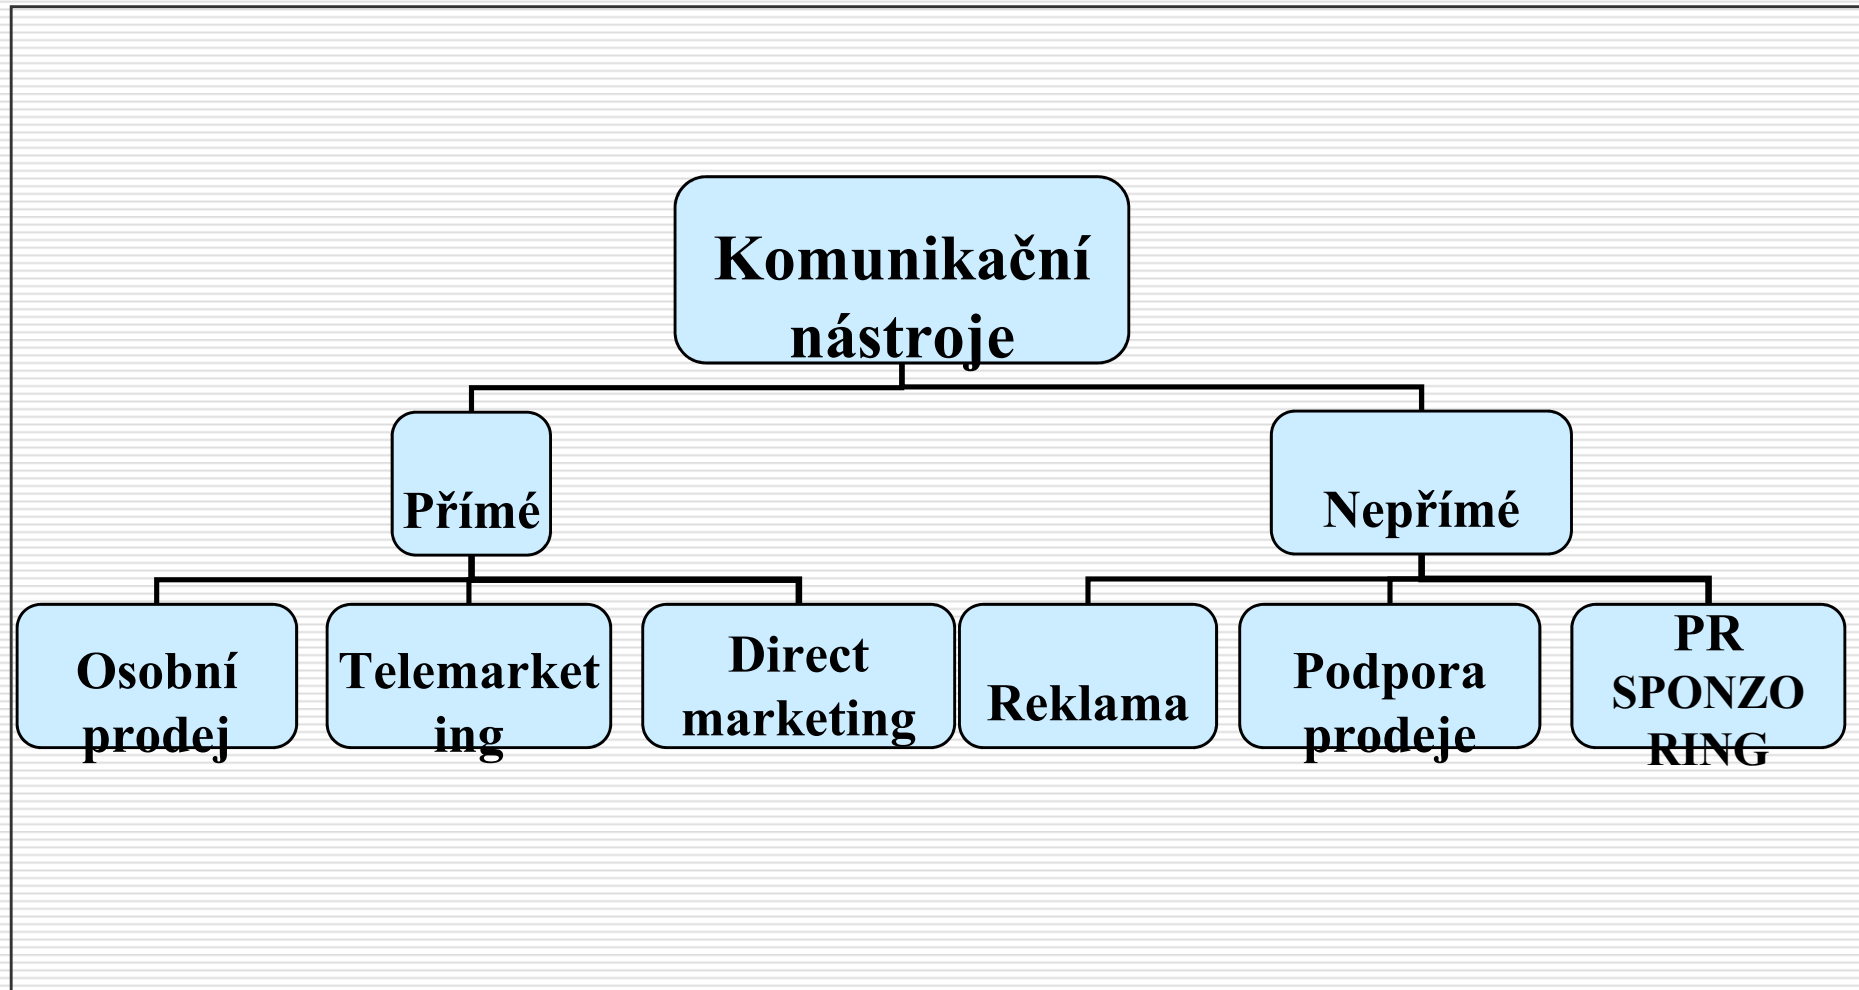 Komunikační
nástroje
Přímé
Nepřímé
Osobní
prodej
Telemarket
ing
Direct
marketing
Reklama
Podpora
prodeje
PR
SPONZO
RING